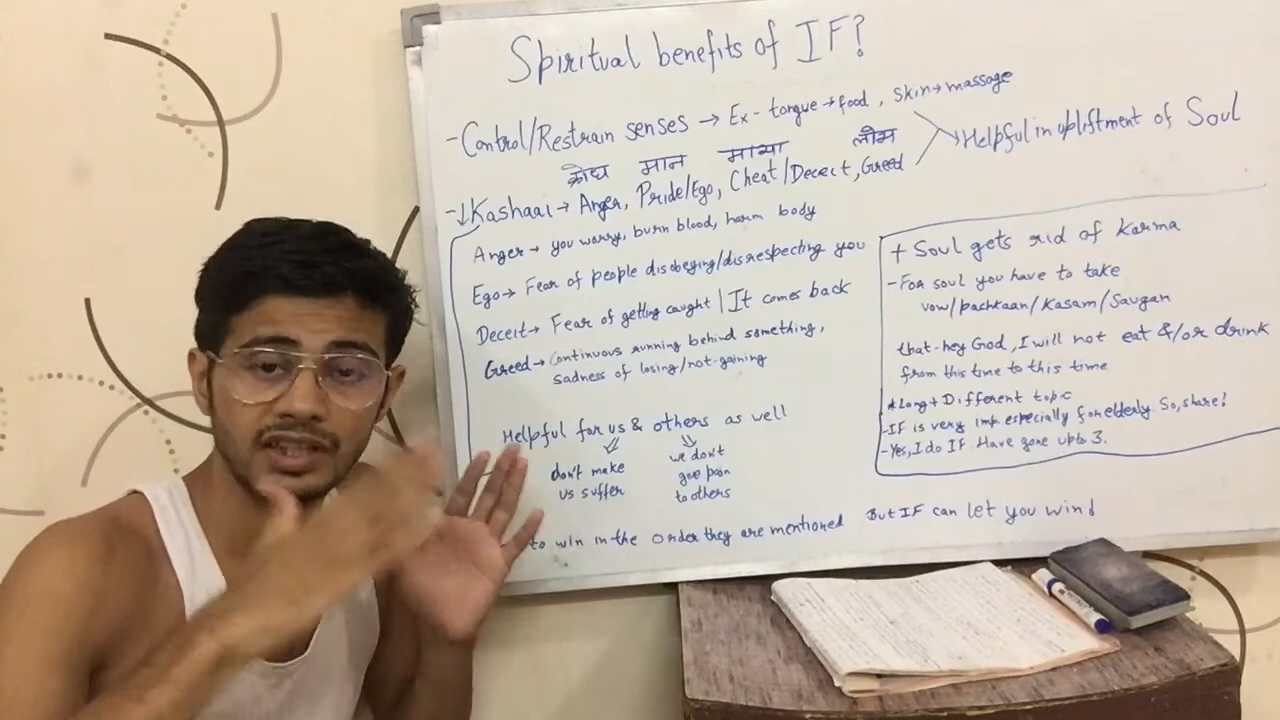 Spiritual benefits of IF?
- Control/Restrain senses → Ex - tongue → food, skin → massage
→ Helpful in upliftment of Soul
क्रोध मान माया लोभ
- ↓ Kashaai → Anger, Pride/Ego, Cheat/Deceit, Greed
Anger → you worry, burn blood, harm body
Ego → Fear of people disobeying/disrespecting you
Deceit → Fear of getting caught | It comes back
Greed → Continuous running behind something,
sadness of losing/not-gaining
Helpful for us & others as well
don't make
us suffer
we don't
give pain
to others
to win in the order they are mentioned But IF can let you win!
+ Soul gets rid of Karma
- For soul you have to take
vow/pachkaan/Kasam/Saugan
that - hey God, I will not eat &/or drink
from this time to this time
* Long + Different topic
- IF is very imp especially for elderly. So, share!
- Yes, I do IF. Have gone upto 3.